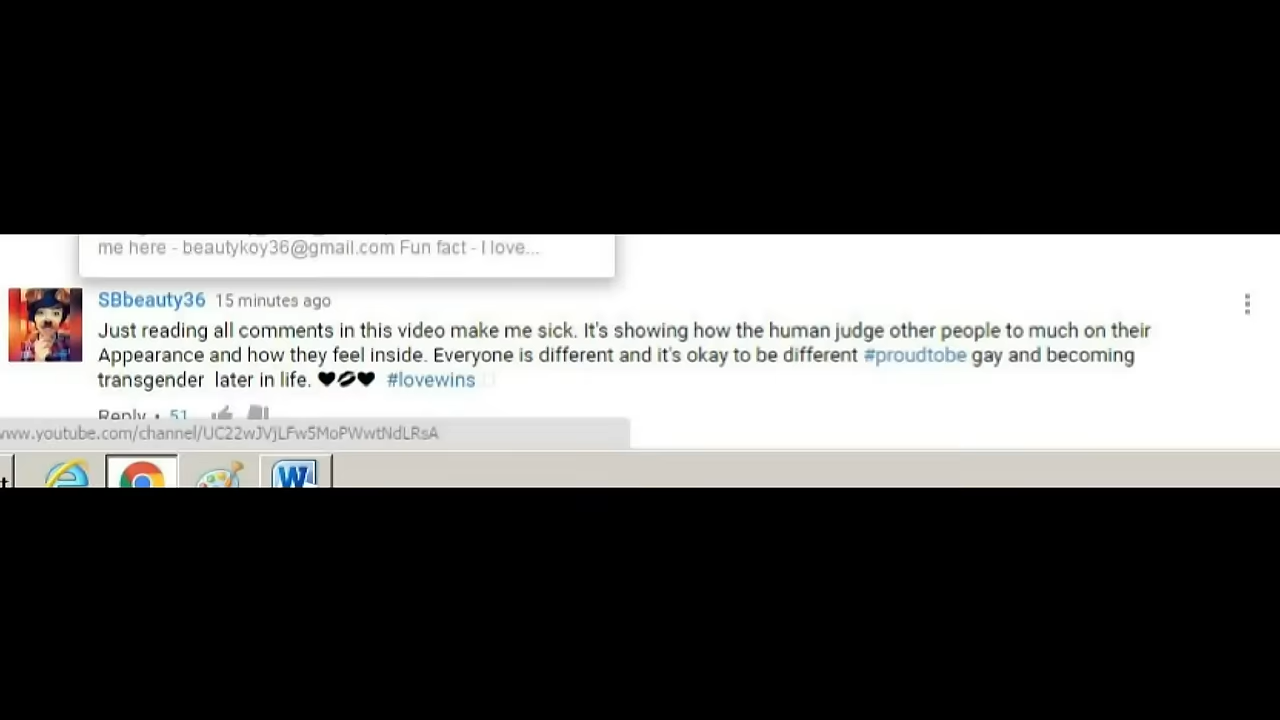 me here - beautykoy36@gmail.com Fun fact - I love...
SBbeauty36 15 minutes ago
Just reading all comments in this video make me sick. It's showing how the human judge other people to much on their
Appearance and how they feel inside. Everyone is different and it's okay to be different #proudtobe gay and becoming
transgender later in life. ♥💋♥ #lovewins
Reply • 51
www.youtube.com/channel/UC22wJVjLFw5MoPWwtNdLRsA
t
W